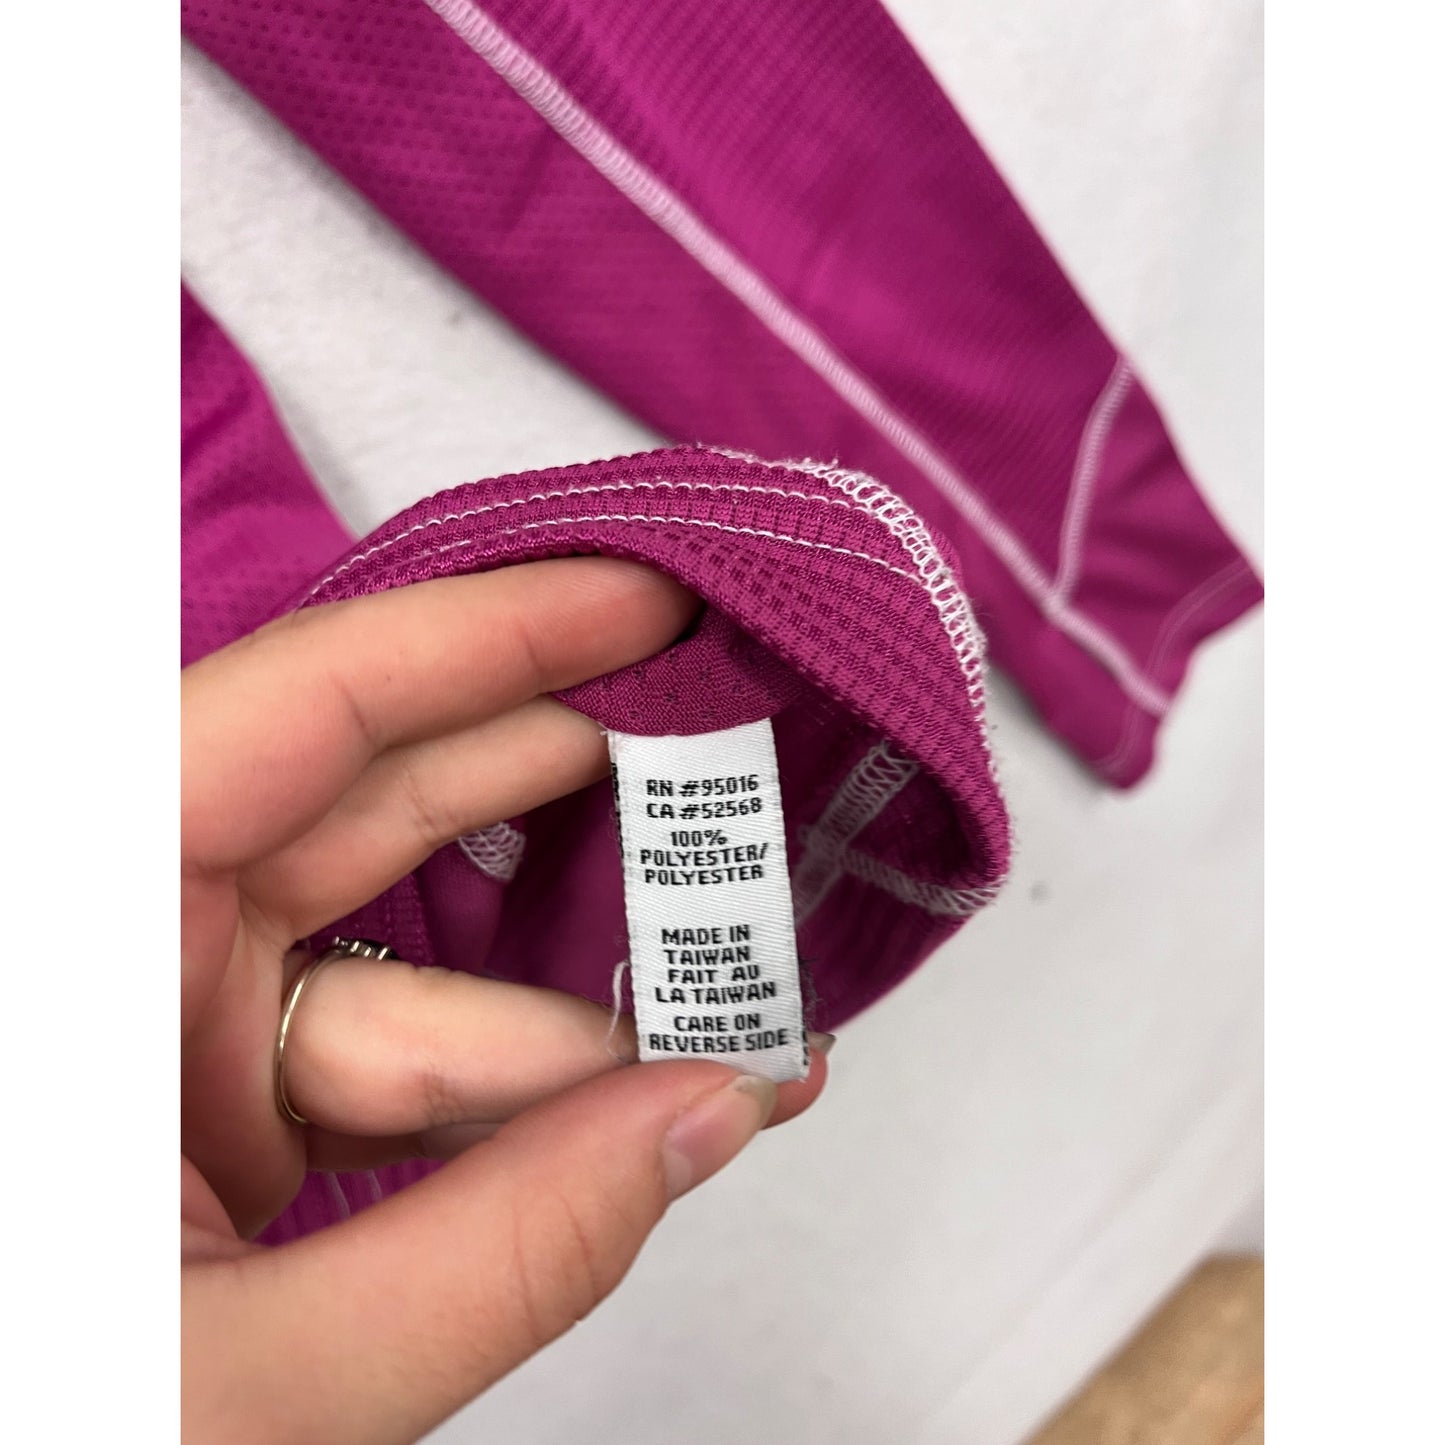 RN #95016
CA #52568
100%
POLYESTER/
POLYESTER
MADE IN
TAIWAN
FAIT AU
LA TAIWAN
CARE ON
REVERSE SIDE